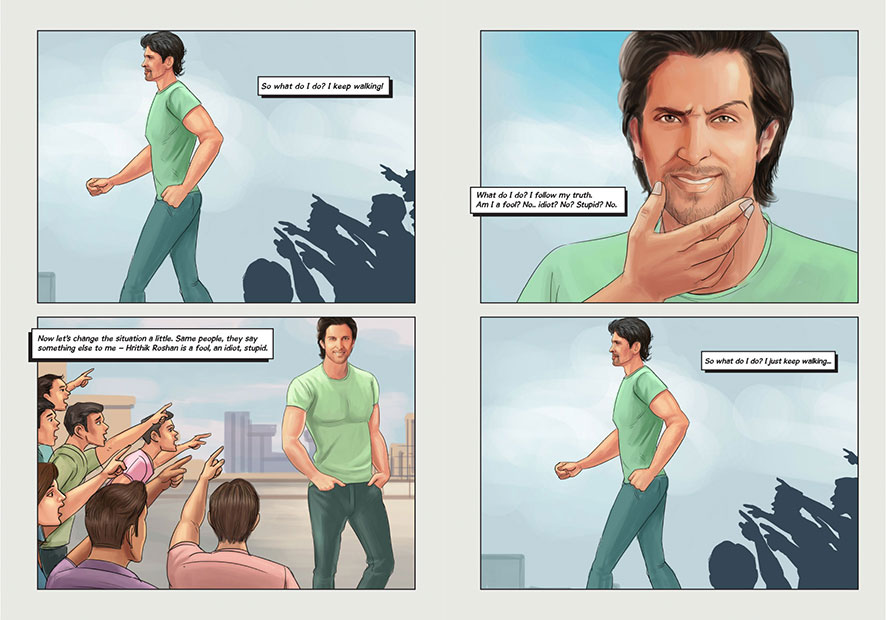 So what do I do? I keep walking!
Now let's change the situation a little. Same people, they say
something else to me – Hrithik Roshan is a fool, an idiot, stupid.
What do I do? I follow my truth.
Am I a fool? No.. idiot? No? Stupid? No.
So what do I do? I just keep walking...